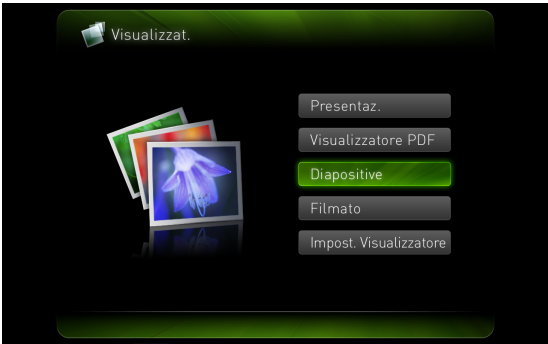 Visualizzat.
Presentaz.
Visualizzatore PDF
Diapositive
Filmato
Impost. Visualizzatore